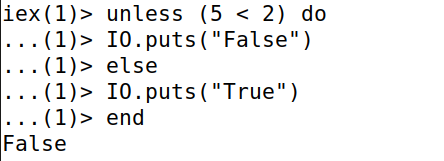 iex(1)> unless (5 < 2) do
...(1)> IO.puts("False")
...(1)> else
...(1)> IO.puts("True")
...(1)> end
False